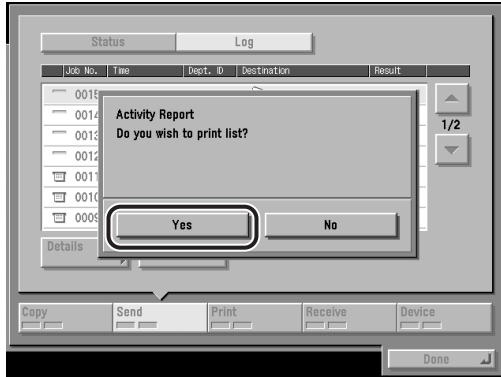 Status Log
Job No. Time Dept. ID Destination Result
0015
0014
0013
0012
0011
0010
0009
Activity Report
Do you wish to print list?
1/2
Yes No
Details
Copy Send Print Receive Device
Done